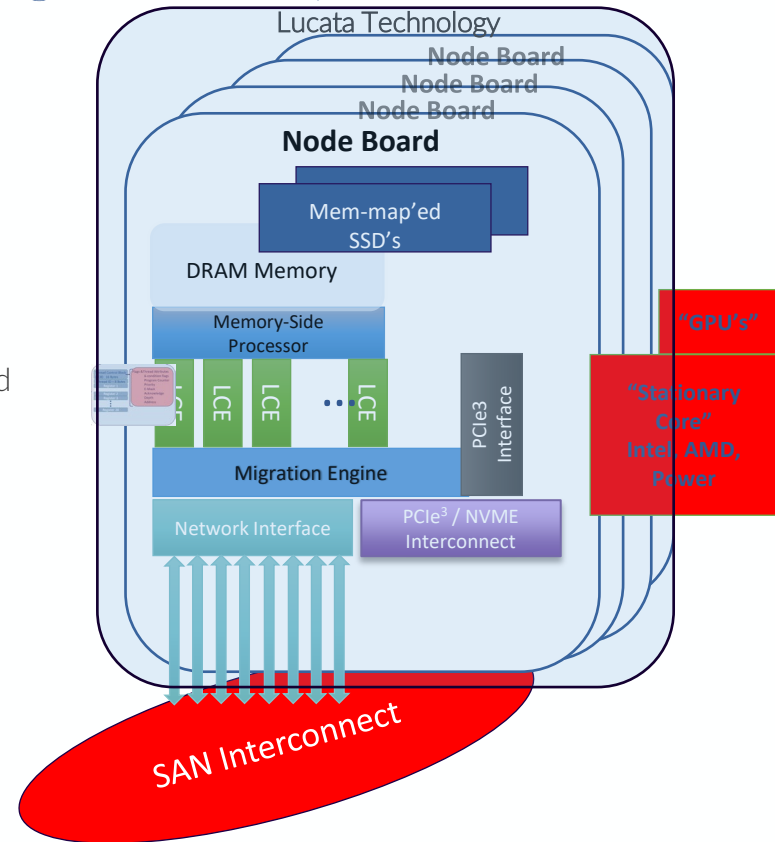 Lucata Technology
Node Board
Node Board
Node Board
Node Board
Mem-map'ed
SSD's
DRAM Memory
Memory-Side
Processor
LCE
LCE
LCE
...
LCE
PCIe3
Interface
Migration Engine
Network Interface
PCIe³ / NVME
Interconnect
"GPU's"
"Stationary
Core"
Intel, AMD,
Power
SAN Interconnect